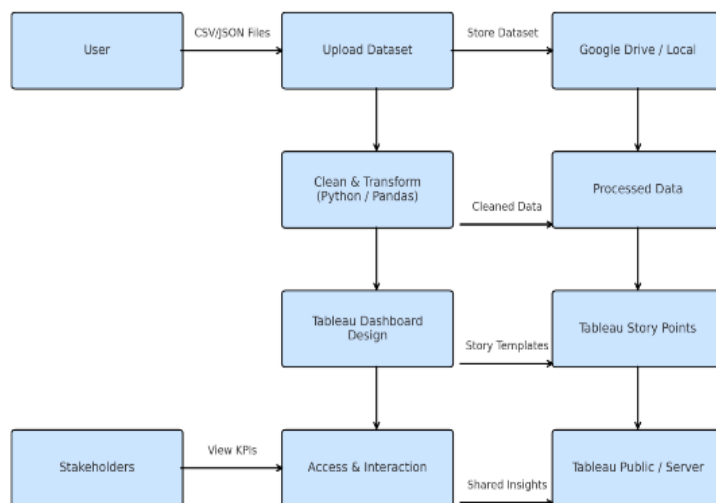 User
CSV/JSON Files
Upload Dataset
Store Dataset
Google Drive / Local
Clean & Transform
(Python / Pandas)
Cleaned Data
Processed Data
Tableau Dashboard
Design
Story Templates
Tableau Story Points
Stakeholders
View KPIs
Access & Interaction
Shared Insights
Tableau Public / Server